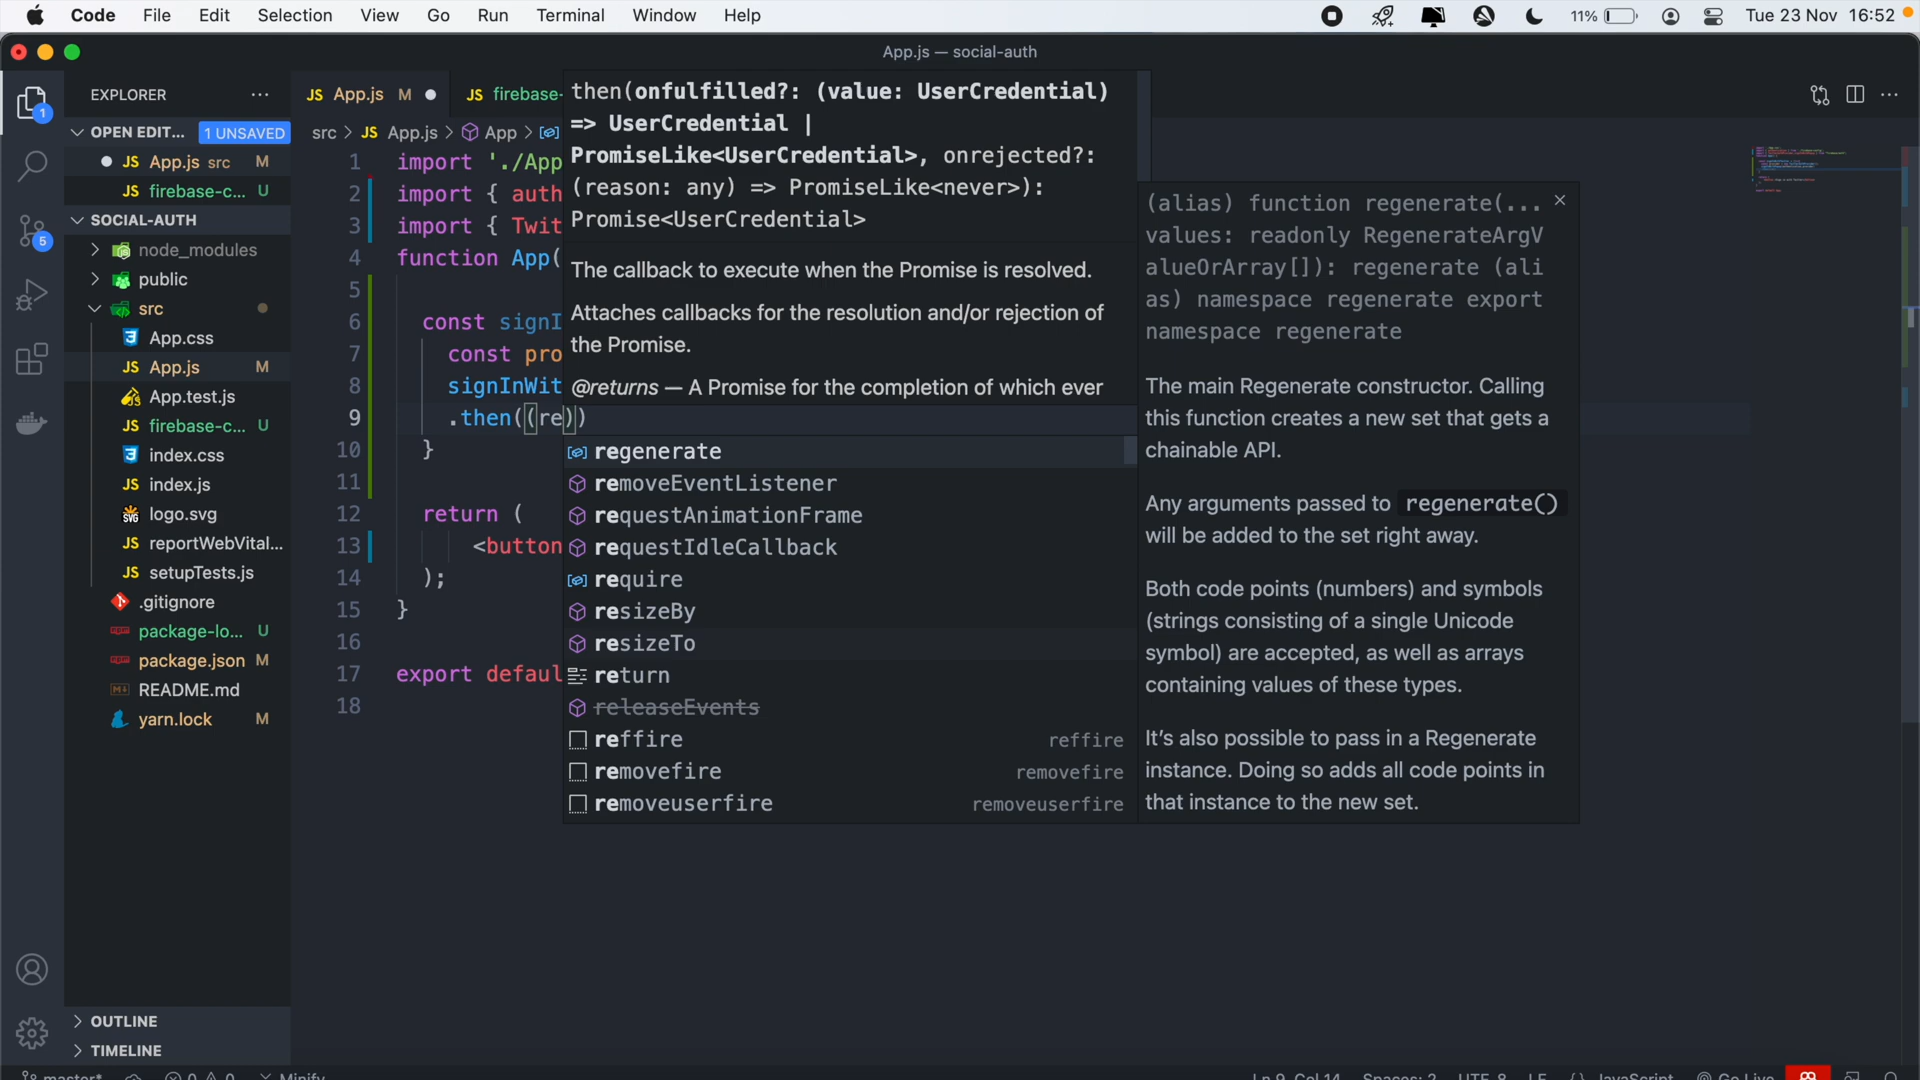 Code File Edit Selection View Go Run Terminal Window Help 11% Tue 23 Nov 16:52
App.js — social-auth
EXPLORER ...
JS App.js M
JS firebase-
OPEN EDIT... 1 UNSAVED
JS App.js src M
JS firebase-c... U
SOCIAL-AUTH
node_modules
public
src
App.css
JS App.js M
App.test.js
JS firebase-c... U
index.css
JS index.js
logo.svg
JS reportWebVital...
JS setupTests.js
.gitignore
package-lo... U
package.json M
README.md
yarn.lock M
OUTLINE
TIMELINE
src > JS App.js > App >
1 import './App
2 import { auth
3 import { Twit
4 function App(
5
6 const signI
7 const pro
8 signInWit
9 .then((re))
10 }
11
12 return (
13 <button
14 );
15 }
16
17 export defaul
18
then(onfulfilled?: (value: UserCredential)
=> UserCredential |
PromiseLike<UserCredential>, onrejected?:
(reason: any) => PromiseLike<never>):
Promise<UserCredential>
The callback to execute when the Promise is resolved.
Attaches callbacks for the resolution and/or rejection of
the Promise.
@returns — A Promise for the completion of which ever
regenerate
removeEventListener
requestAnimationFrame
requestIdleCallback
require
resizeBy
resizeTo
return
releaseEvents
reffire reffire
removefire removefire
removeuserfire removeuserfire
(alias) function regenerate(...
values: readonly RegenerateArgV
alueOrArray[]): regenerate (ali
as) namespace regenerate export
namespace regenerate
The main Regenerate constructor. Calling
this function creates a new set that gets a
chainable API.
Any arguments passed to regenerate()
will be added to the set right away.
Both code points (numbers) and symbols
(strings consisting of a single Unicode
symbol) are accepted, as well as arrays
containing values of these types.
It's also possible to pass in a Regenerate
instance. Doing so adds all code points in
that instance to the new set.
master* 0 0 Minify Ln 9, Col 14 Spaces: 2 UTF-8 LF {} JavaScript Go Live